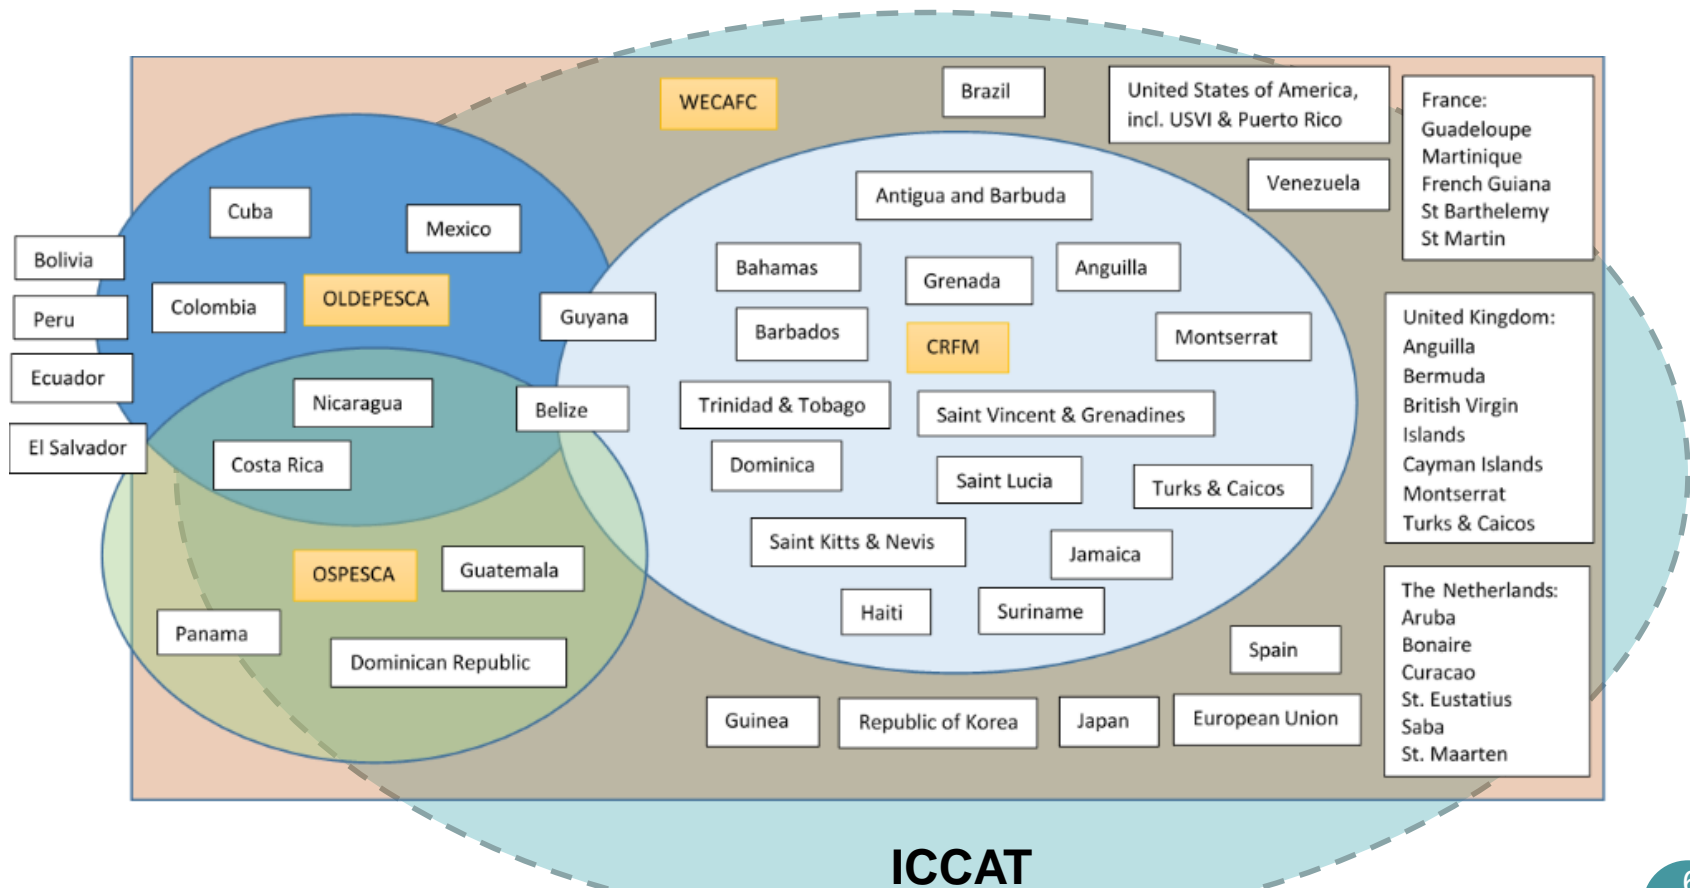 WECAFC
Brazil
United States of America,
incl. USVI & Puerto Rico
France:
Guadeloupe
Martinique
French Guiana
St Barthelemy
St Martin
Venezuela
Antigua and Barbuda
Cuba
Mexico
Bolivia
Bahamas
Grenada
Anguilla
Colombia
OLDEPESCA
Peru
Guyana
Barbados
CRFM
Montserrat
United Kingdom:
Anguilla
Bermuda
British Virgin
Islands
Cayman Islands
Montserrat
Turks & Caicos
Ecuador
Nicaragua
Belize
Trinidad & Tobago
Saint Vincent & Grenadines
El Salvador
Costa Rica
Dominica
Saint Lucia
Turks & Caicos
Saint Kitts & Nevis
Jamaica
OSPESCA
Guatemala
Haiti
Suriname
The Netherlands:
Aruba
Bonaire
Curacao
St. Eustatius
Saba
St. Maarten
Panama
Dominican Republic
Spain
Guinea
Republic of Korea
Japan
European Union
ICCAT